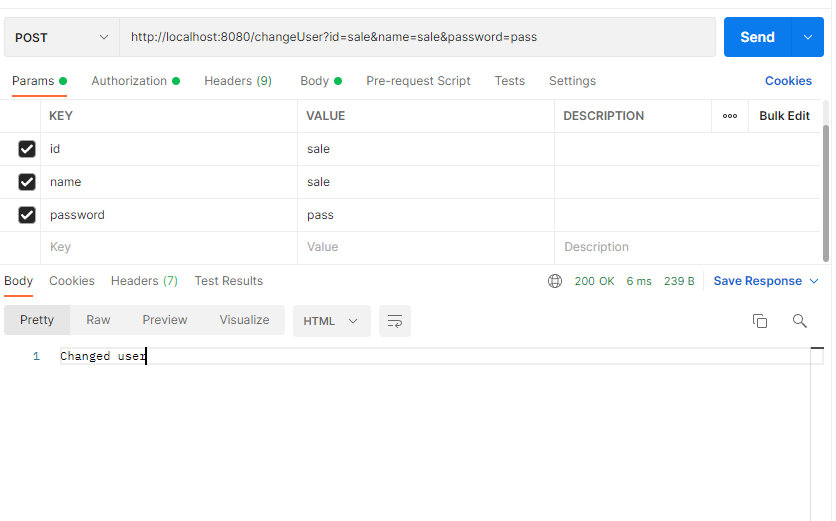 POST http://localhost:8080/changeUser?id=sale&name=sale&password=pass Send
Params Authorization Headers (9) Body Pre-request Script Tests Settings Cookies
KEY VALUE DESCRIPTION ooo Bulk Edit
id sale
name sale
password pass
Key Value Description
Body Cookies Headers (7) Test Results 200 OK 6 ms 239 B Save Response
Pretty Raw Preview Visualize HTML
1 Changed user